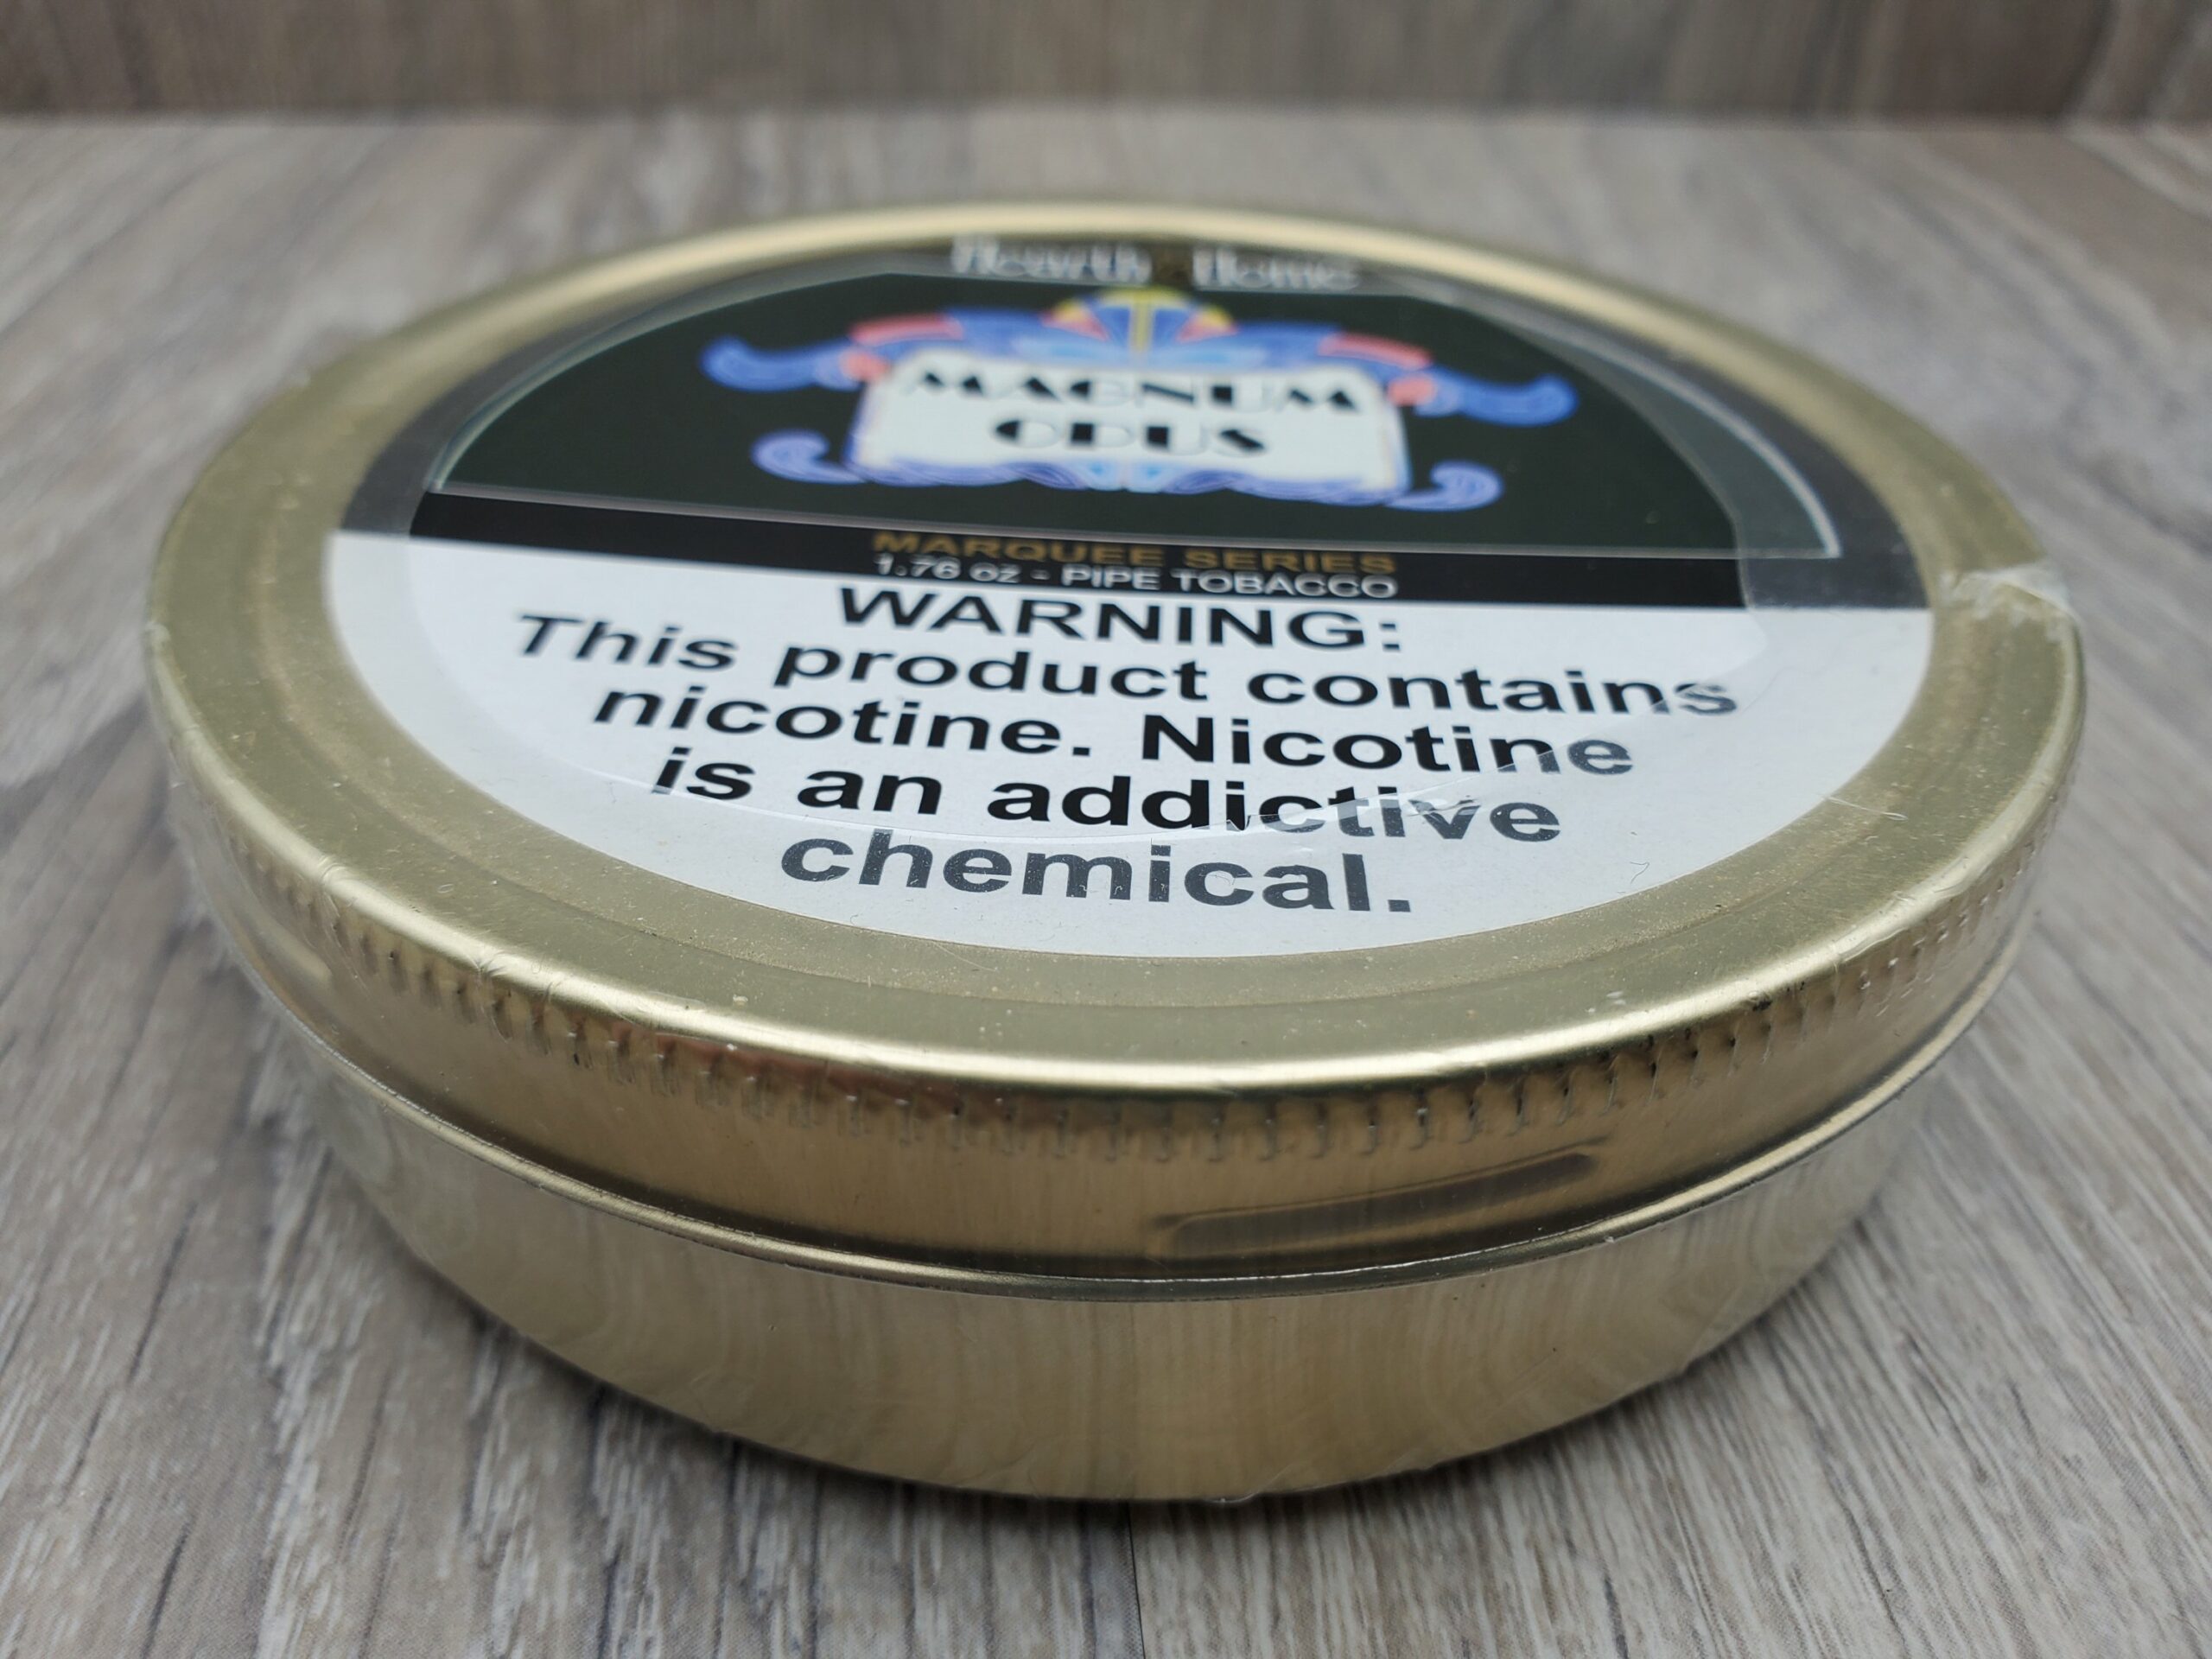 Hearth & Home
MAGNUM
OPUS
MARQUEE SERIES
1.76 oz - PIPE TOBACCO
WARNING:
This product contains
nicotine. Nicotine
is an addictive
chemical.